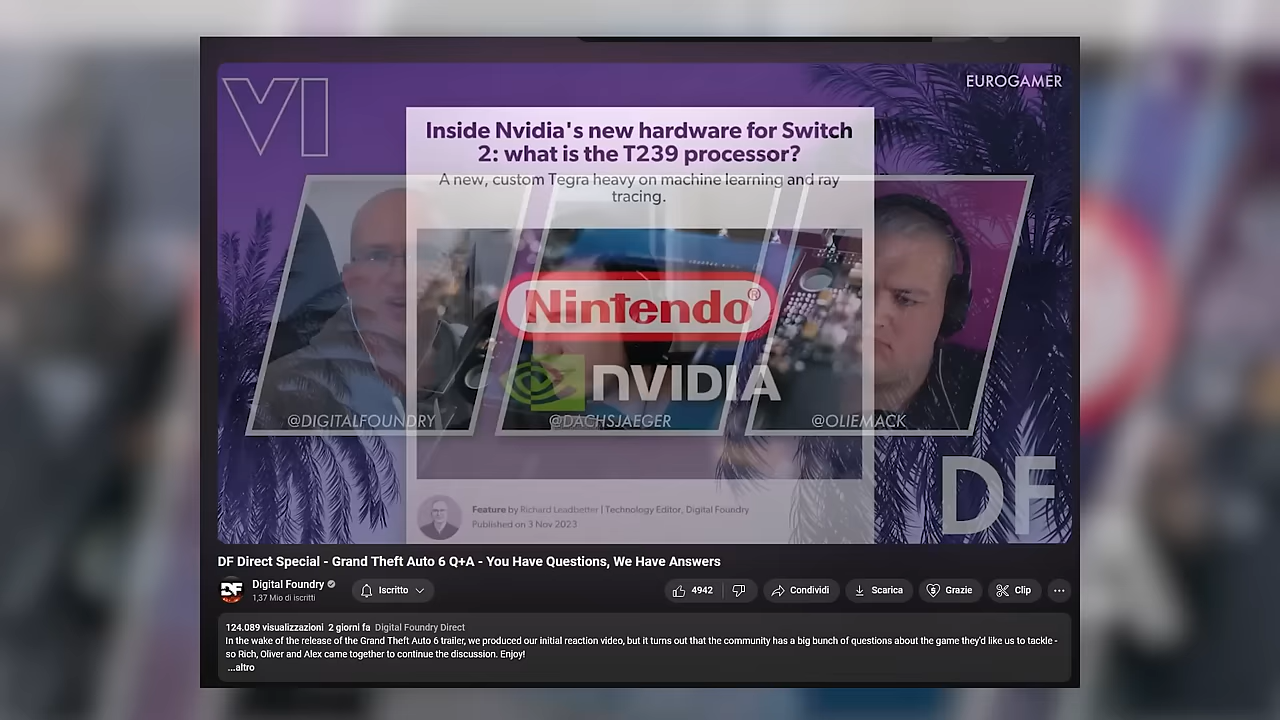 VI
EUROGAMER
Inside Nvidia's new hardware for Switch
2: what is the T239 processor?
A new, custom Tegra heavy on machine learning and ray
tracing.
Nintendo®
NVIDIA
@DIGITALFOUNDRY
@DACHSJAEGER
@OLIEMACK
DF
Feature by Richard Leadbetter | Technology Editor, Digital Foundry
Published on 3 Nov 2023
DF Direct Special - Grand Theft Auto 6 Q+A - You Have Questions, We Have Answers
DF
Digital Foundry
1,37 Mio di iscritti
Iscritto
4942
Condividi
Scarica
Grazie
Clip
124.089 visualizzazioni 2 giorni fa Digital Foundry Direct
In the wake of the release of the Grand Theft Auto 6 trailer, we produced our initial reaction video, but it turns out that the community has a big bunch of questions about the game they'd like us to tackle -
so Rich, Oliver and Alex came together to continue the discussion. Enjoy!
...altro